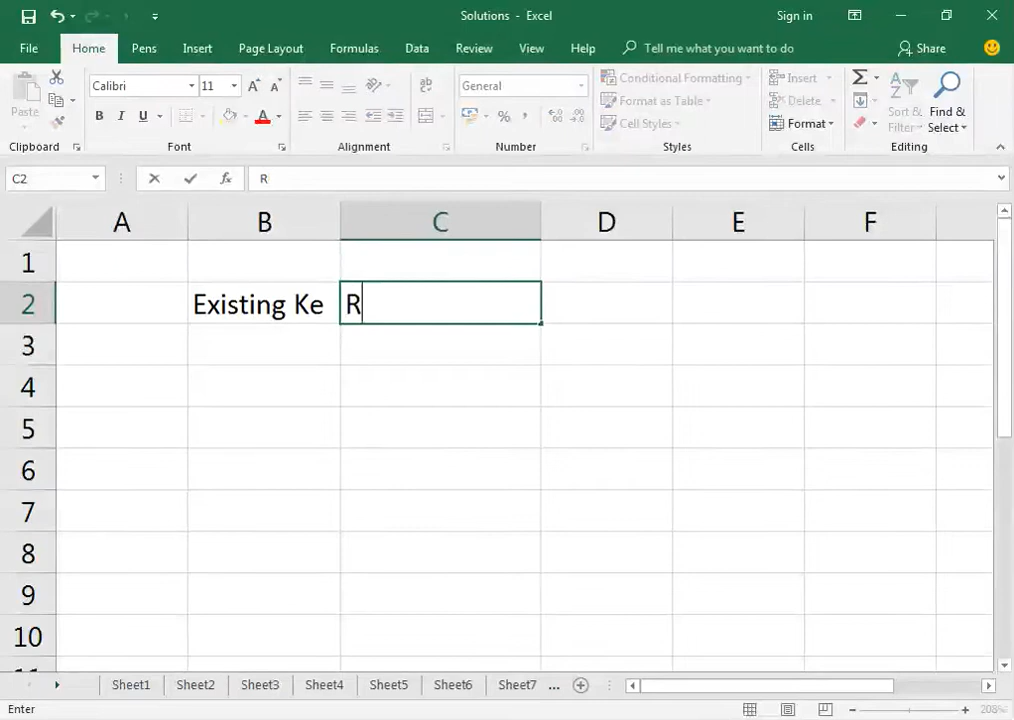 Solutions - Excel
Sign in
File Home Pens Insert Page Layout Formulas Data Review View Help Tell me what you want to do Share
Paste
Calibri 11
B I U
A A
General
% ,
Conditional Formatting
Format as Table
Cell Styles
Insert
Delete
Format
Sort & Filter
Find & Select
Clipboard Font Alignment Number Styles Cells Editing
C2 fx R
A B C D E F
1
2 Existing Ke R
3
4
5
6
7
8
9
10
Sheet1 Sheet2 Sheet3 Sheet4 Sheet5 Sheet6 Sheet7 ...
Enter 208%